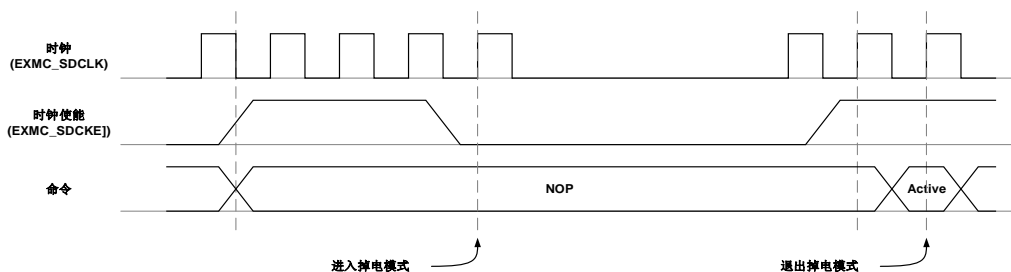 时钟
(EXMC_SDCLK)
时钟使能
(EXMC_SDCKE])
命令
NOP
Active
进入掉电模式
退出掉电模式